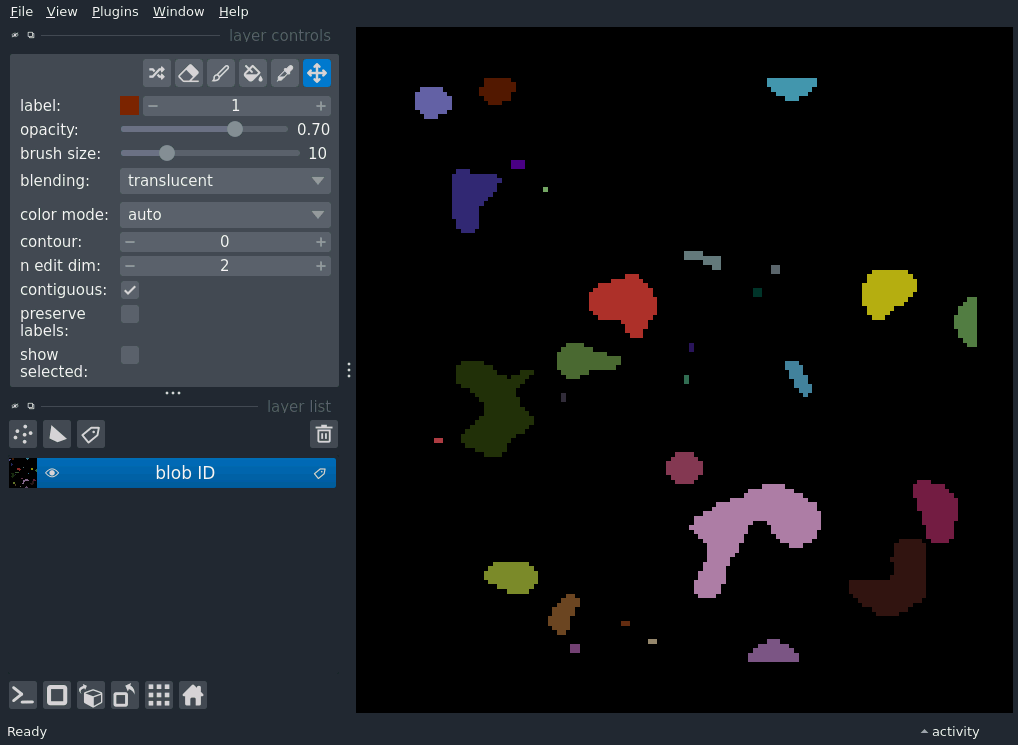 File View Plugins Window Help
layer controls
label: 1
opacity: 0.70
brush size: 10
blending: translucent
color mode: auto
contour: 0
n edit dim: 2
contiguous:
preserve
labels:
show
selected:
layer list
blob ID
Ready
activity